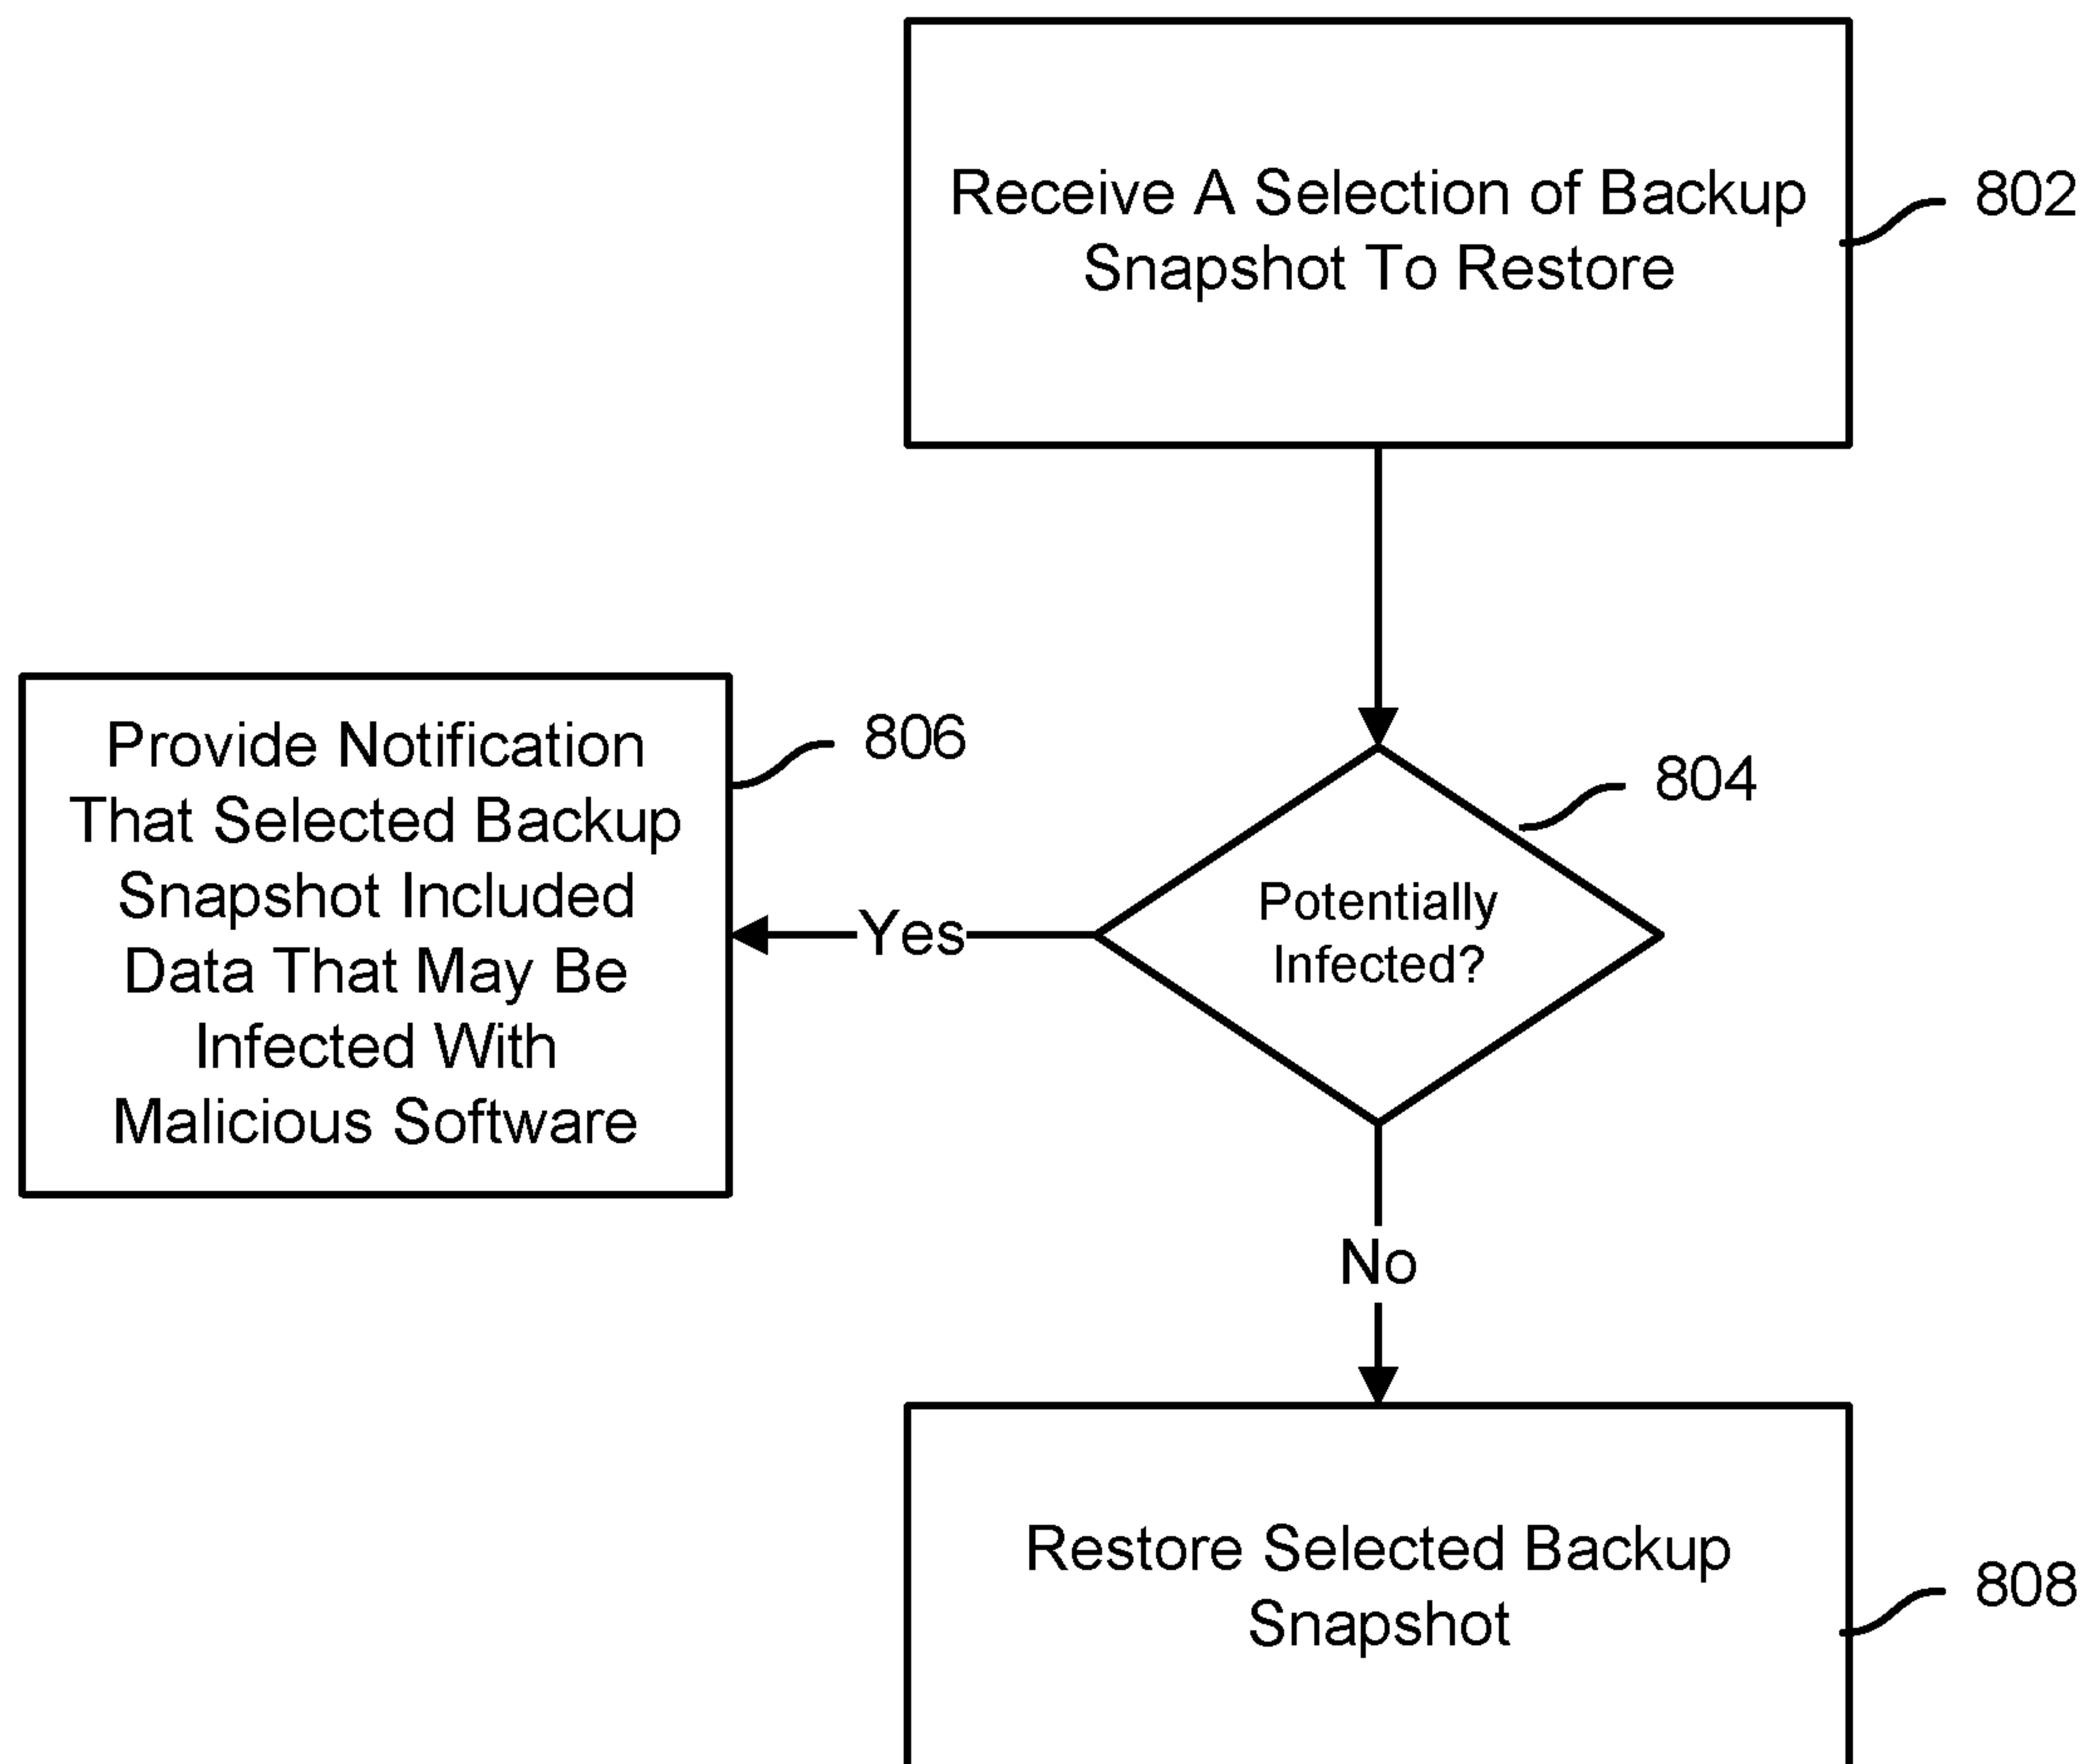 Receive A Selection of Backup
Snapshot To Restore
802
Provide Notification
That Selected Backup
Snapshot Included
Data That May Be
Infected With
Malicious Software
806
804
Potentially
Infected?
Yes
No
Restore Selected Backup
Snapshot
808